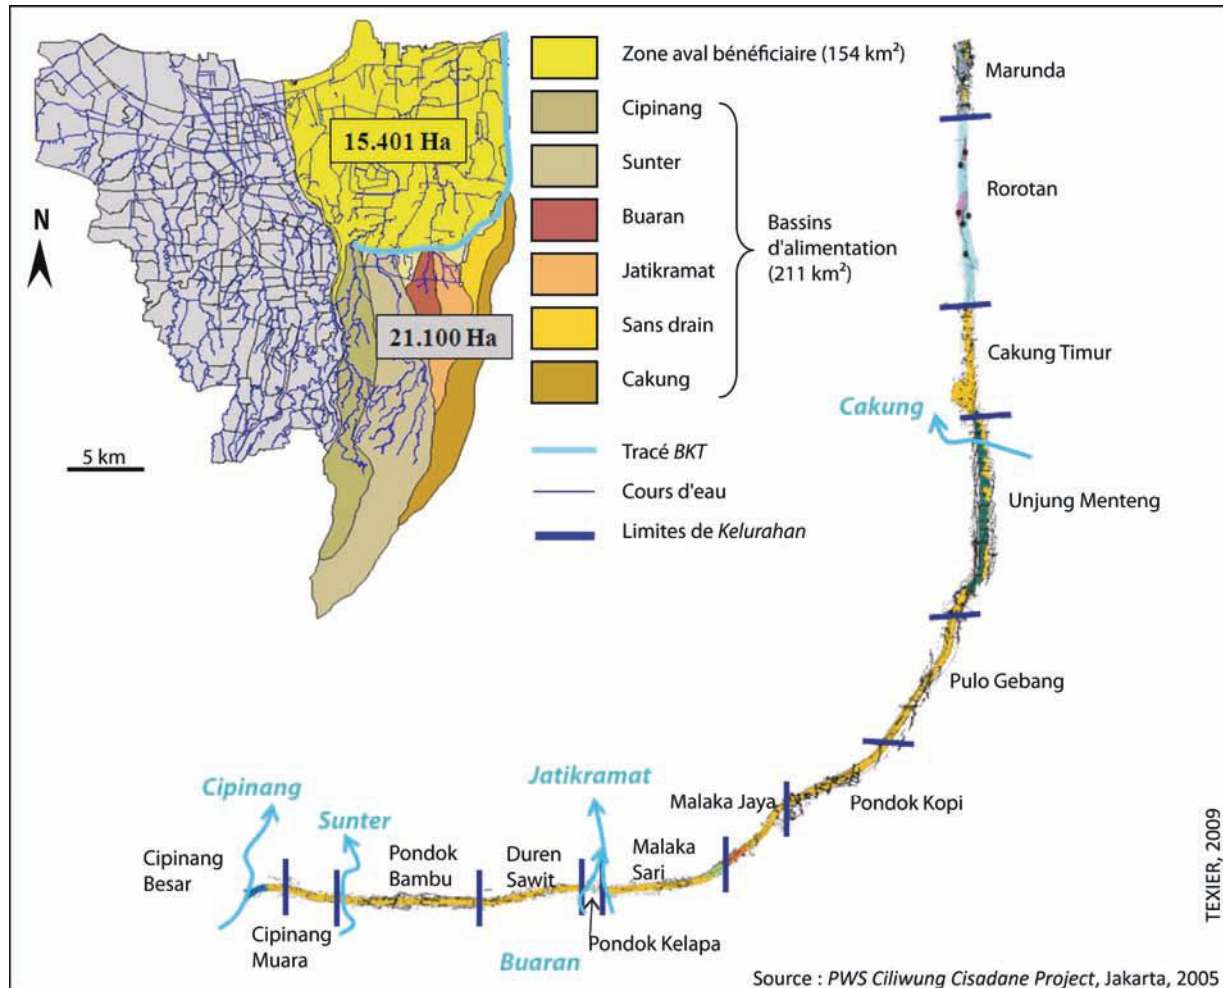 N
15.401 Ha
21.100 Ha
5 km
Zone aval bénéficiaire (154 km²)
Cipinang
Sunter
Buaran
Jatikramat
Sans drain
Cakung
Bassins
d'alimentation
(211 km²)
Tracé BKT
Cours d'eau
Limites de Kelurahan
Marunda
Rorotan
Cakung Timur
Cakung
Unjung Menteng
Pulo Gebang
Pondok Kopi
Malaka Jaya
Jatikramat
Malaka
Sari
Cipinang
Sunter
Cipinang
Besar
Pondok
Bambu
Duren
Sawit
Cipinang
Muara
Buaran
Pondok Kelapa
TEXIER, 2009
Source : PWS Ciliwung Cisadane Project, Jakarta, 2005